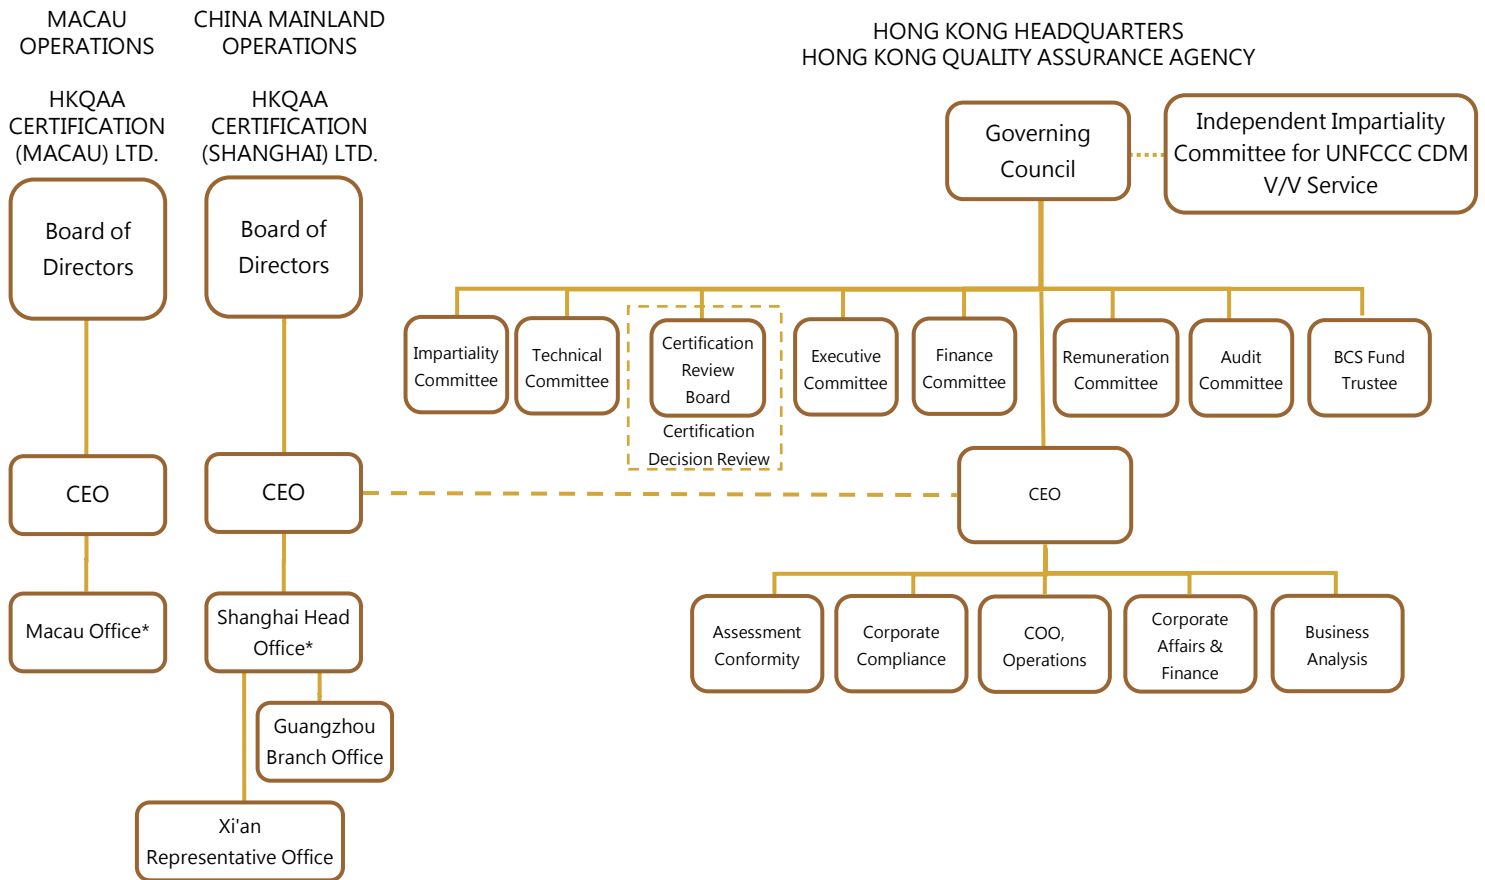 MACAU
OPERATIONS
HKQAA
CERTIFICATION
(MACAU) LTD.
Board of
Directors
CEO
Macau Office*
CHINA MAINLAND
OPERATIONS
HKQAA
CERTIFICATION
(SHANGHAI) LTD.
Board of
Directors
CEO
Shanghai Head
Office*
Guangzhou
Branch Office
Xi'an
Representative Office
HONG KONG HEADQUARTERS
HONG KONG QUALITY ASSURANCE AGENCY
Governing
Council
Independent Impartiality
Committee for UNFCCC CDM
V/V Service
Impartiality
Committee
Technical
Committee
Certification
Review
Board
Certification
Decision Review
Executive
Committee
Finance
Committee
Remuneration
Committee
Audit
Committee
BCS Fund
Trustee
CEO
Assessment
Conformity
Corporate
Compliance
COO,
Operations
Corporate
Affairs &
Finance
Business
Analysis